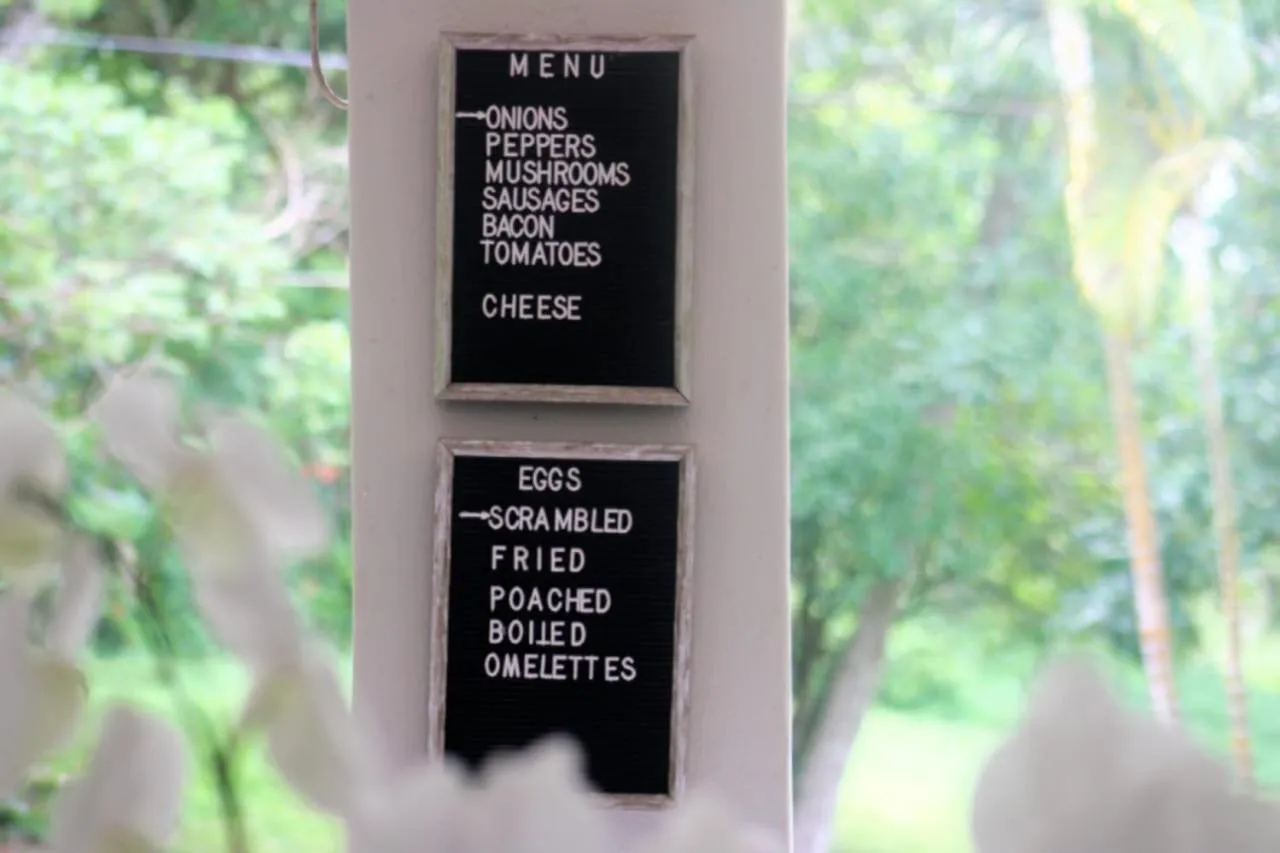 MENU
→ONIONS
PEPPERS
MUSHROOMS
SAUSAGES
BACON
TOMATOES
CHEESE
EGGS
→SCRAMBLED
FRIED
POACHED
BOILED
OMELETTES